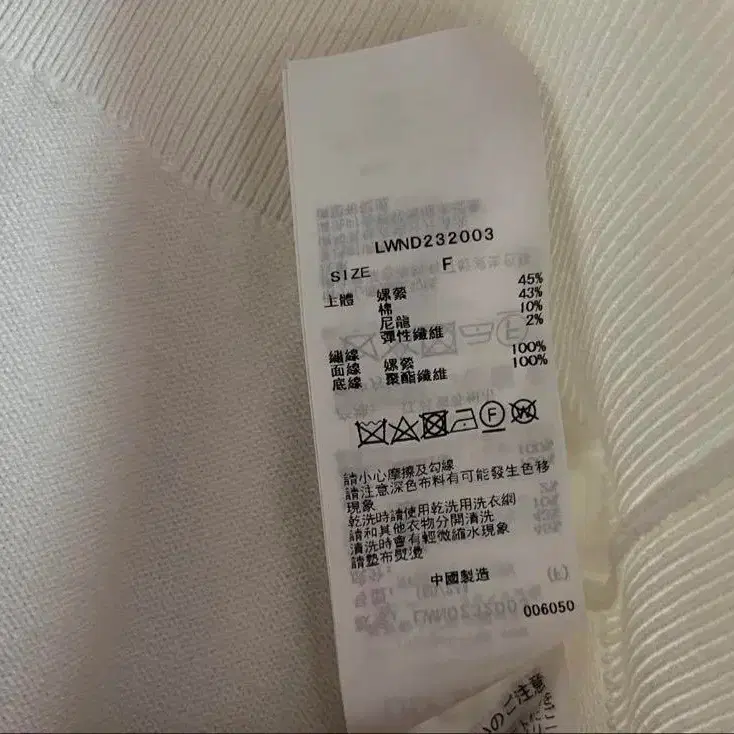 LWND232003
SIZE F
上體 嫘縈 45%
棉 43%
尼龍 10%
彈性纖維 2%
繡線
面線 嫘縈 100%
底線 聚酯纖維 100%
F W
請小心摩擦及勾線
請注意深色布料有可能發生色移
現象
乾洗時請使用乾洗用洗衣網
請和其他衣物分開清洗
清洗時會有輕微縮水現象
請墊布熨燙
中國製造
(F)
006050
のご注意